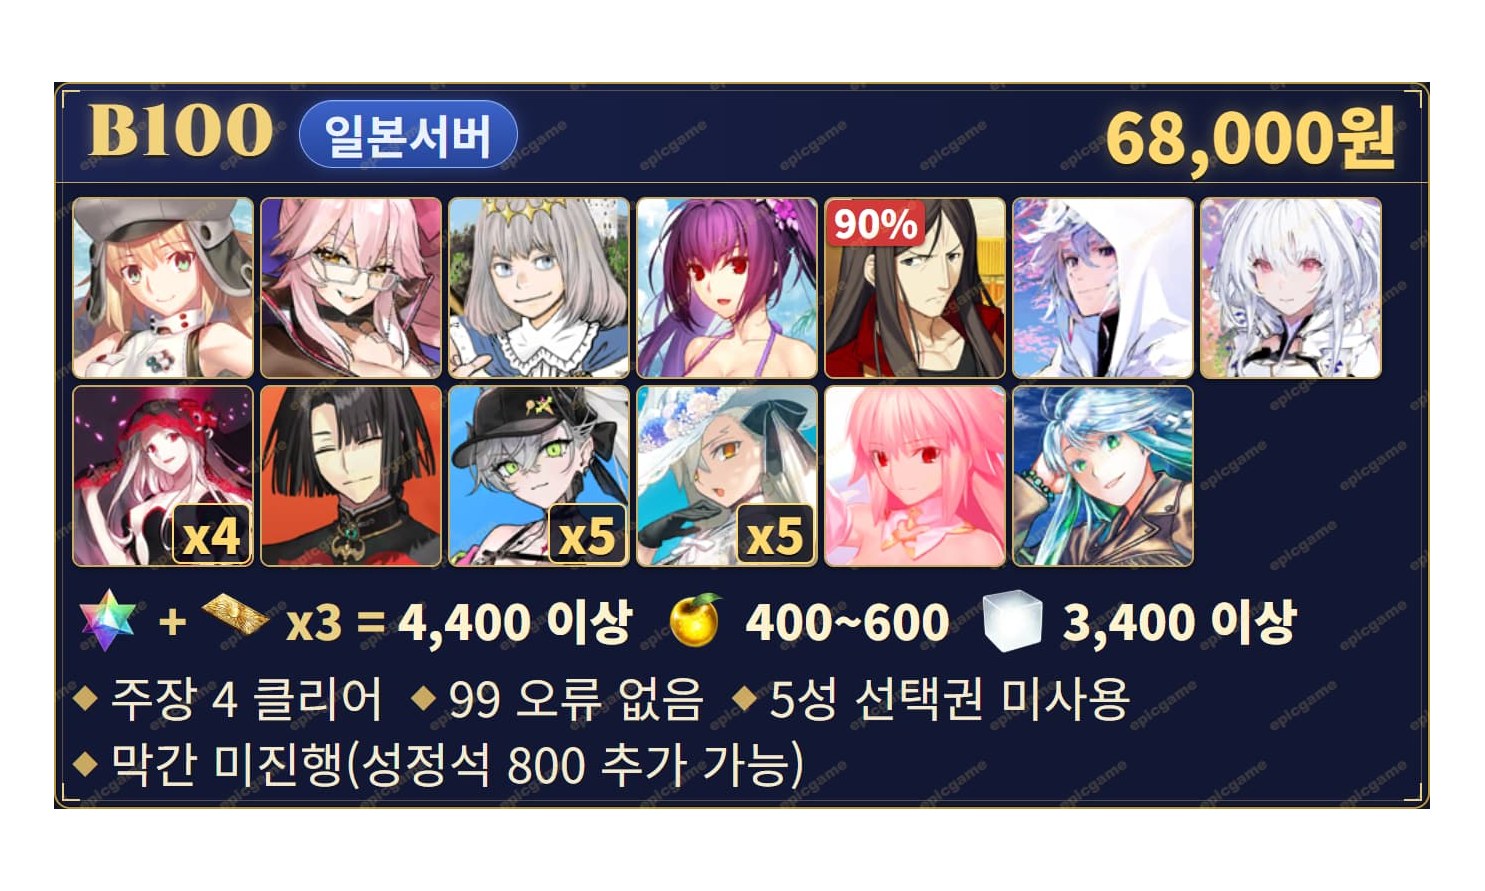 B100 일본서버 68,000원
90%
x4 x5 x5
+ x3 = 4,400 이상 400~600 3,400 이상
◆ 주장 4 클리어 ◆ 99 오류 없음 ◆ 5성 선택권 미사용
◆ 막간 미진행(성정석 800 추가 가능)
epicgame